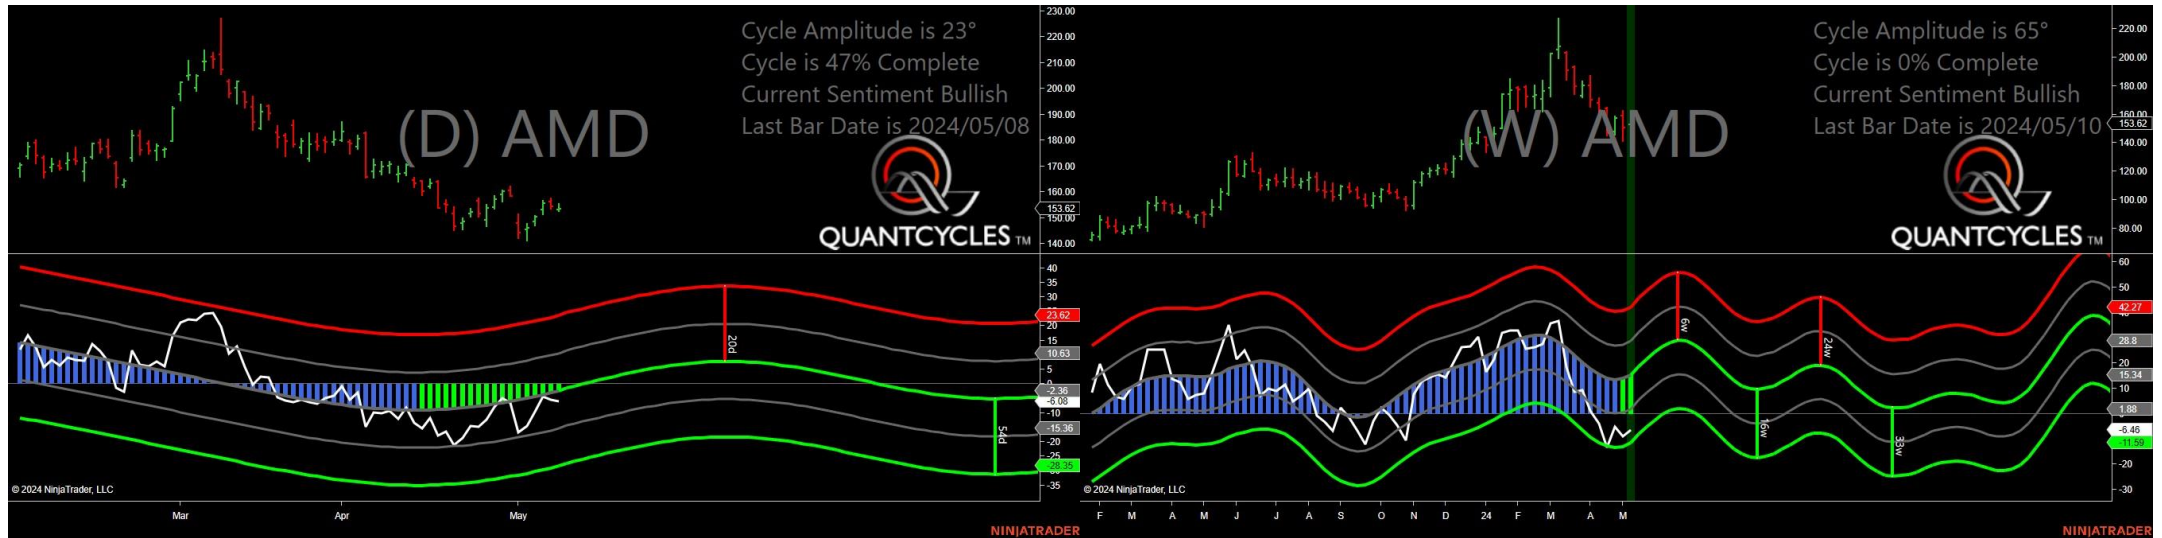 Cycle Amplitude is 23°
Cycle is 47% Complete
Current Sentiment Bullish
Last Bar Date is 2024/05/08
(D) AMD
QUANTCYCLES TM
230.00
220.00
210.00
200.00
190.00
180.00
170.00
160.00
153.62
150.00
140.00
40
35
30
23.62
20
15
10.63
5
0
-2.36
-6.08
-10
-15.36
-20
-25
-28.35
-35
20d
54d
© 2024 NinjaTrader, LLC
Mar
Apr
May
NINJATRADER
Cycle Amplitude is 65°
Cycle is 0% Complete
Current Sentiment Bullish
Last Bar Date is 2024/05/10
(W) AMD
QUANTCYCLES TM
220.00
200.00
180.00
160.00
153.62
140.00
120.00
100.00
80.00
60
50
42.27
28.8
20
15.34
10
1.88
-6.46
-11.59
-20
-30
6w
16w
24w
33w
© 2024 NinjaTrader, LLC
F M A M J J A S O N D 24 F M A M
NINJATRADER